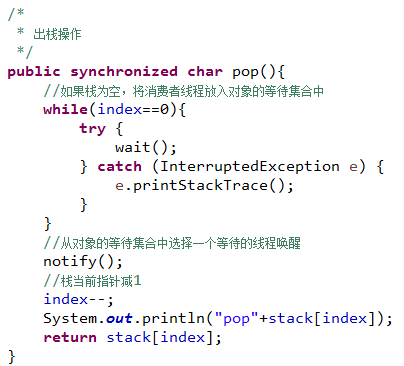 /*
 * 出栈操作
 */
public synchronized char pop(){
    //如果栈为空，将消费者线程放入对象的等待集合中
    while(index==0){
        try {
            wait();
        } catch (InterruptedException e) {
            e.printStackTrace();
        }
    }
    //从对象的等待集合中选择一个等待的线程唤醒
    notify();
    //栈当前指针减1
    index--;
    System.out.println("pop"+stack[index]);
    return stack[index];
}